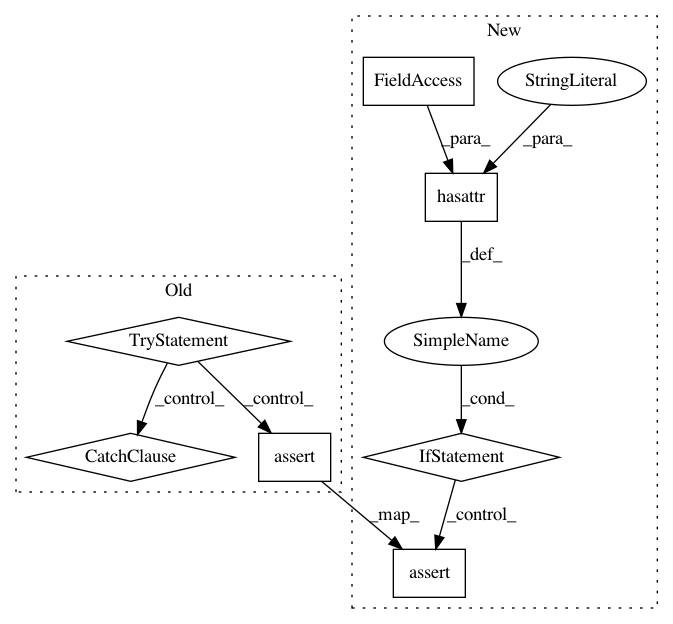 New
FieldAccess
StringLiteral
_para_
_para_
hasattr
_def_
Old
TryStatement
SimpleName
_control_
_control_
_cond_
CatchClause
assert
IfStatement
_map_
_control_
assert